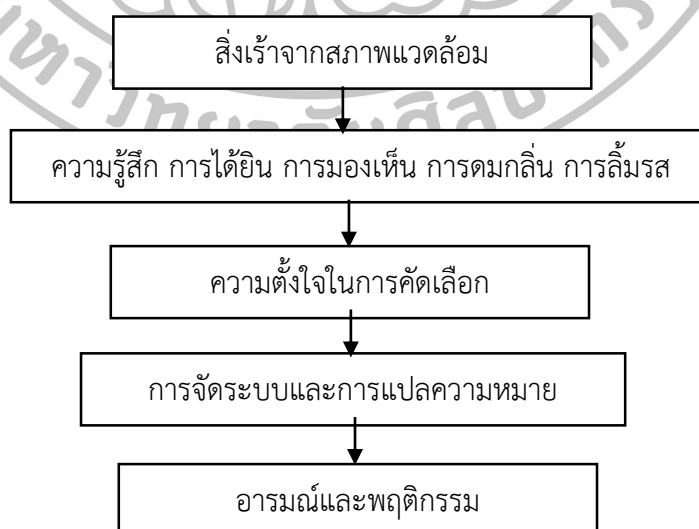 สิ่งเร้าจากสภาพแวดล้อม
ความรู้สึก การได้ยิน การมองเห็น การดมกลิ่น การลิ้มรส
ความตั้งใจในการคัดเลือก
การจัดระบบและการแปลความหมาย
อารมณ์และพฤติกรรม